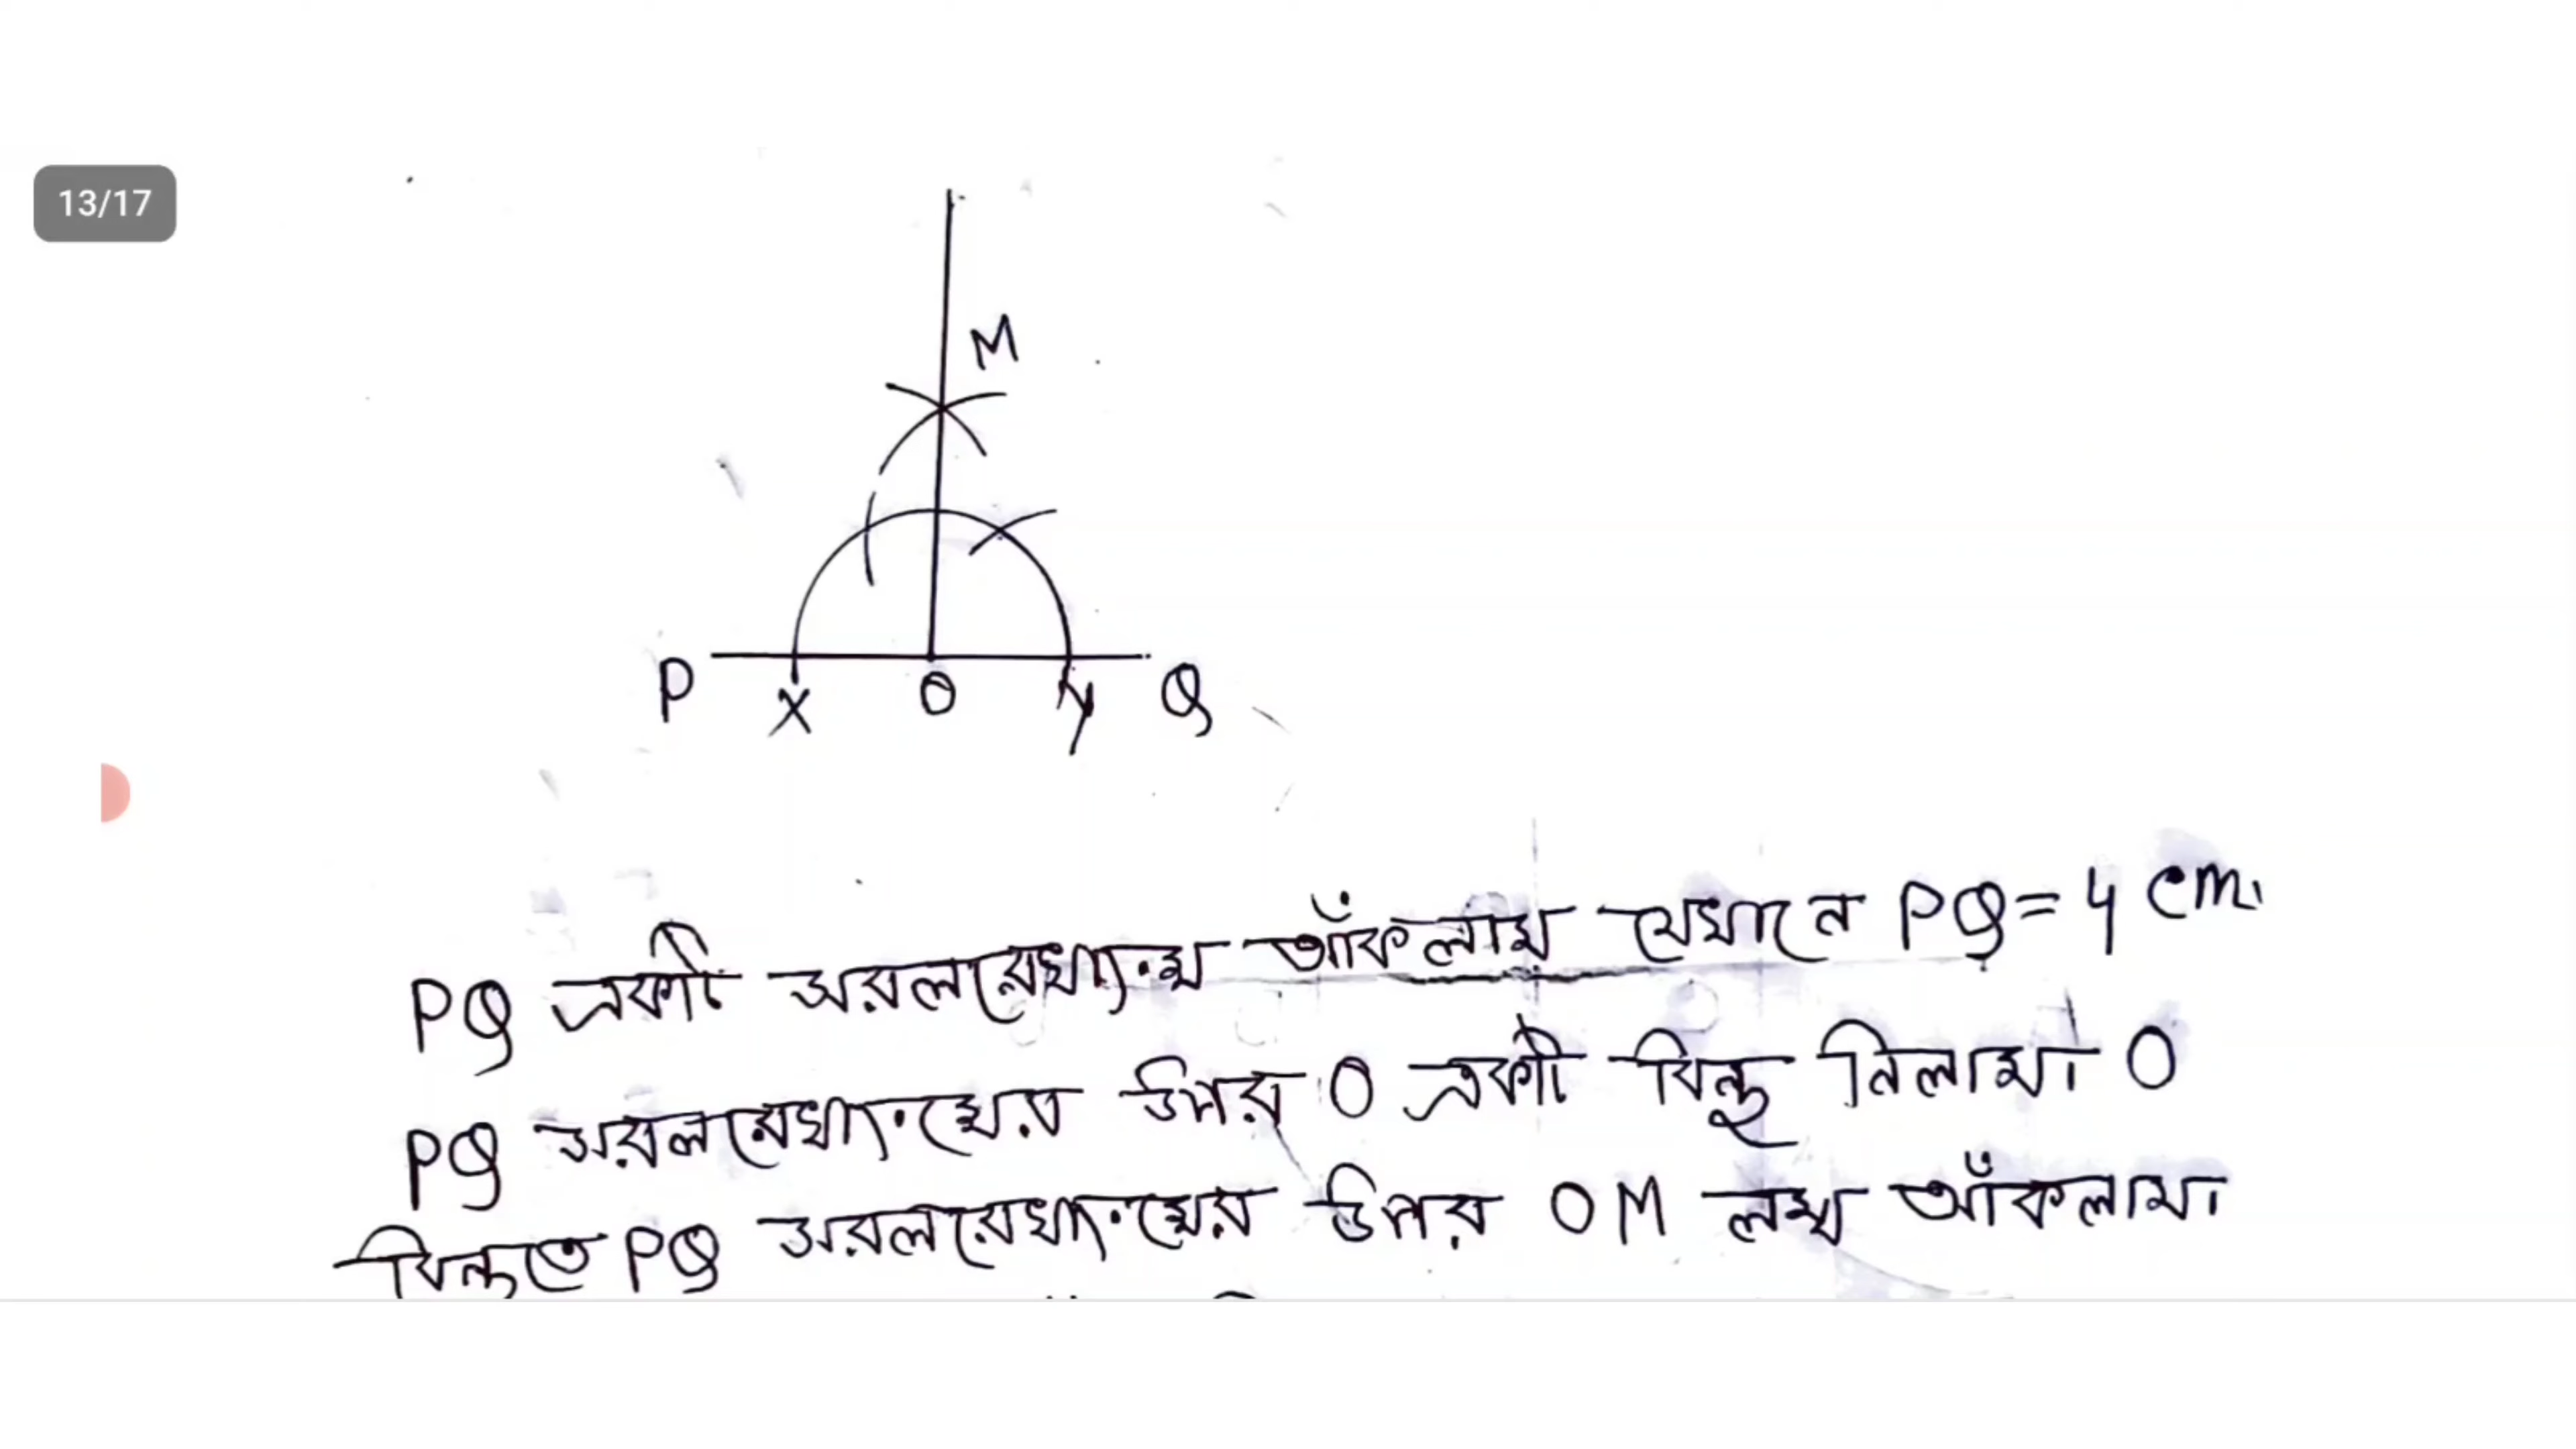 13/17
M
P X O Y Q
PQ একটি সরলরেখাংশ আঁকলাম যেখানে PQ = 4 cm.
PQ সরলরেখাংশের উপর O একটি বিন্দু নিলাম। O
বিন্দুতে PQ সরলরেখাংশের উপর OM লম্ব আঁকলাম।